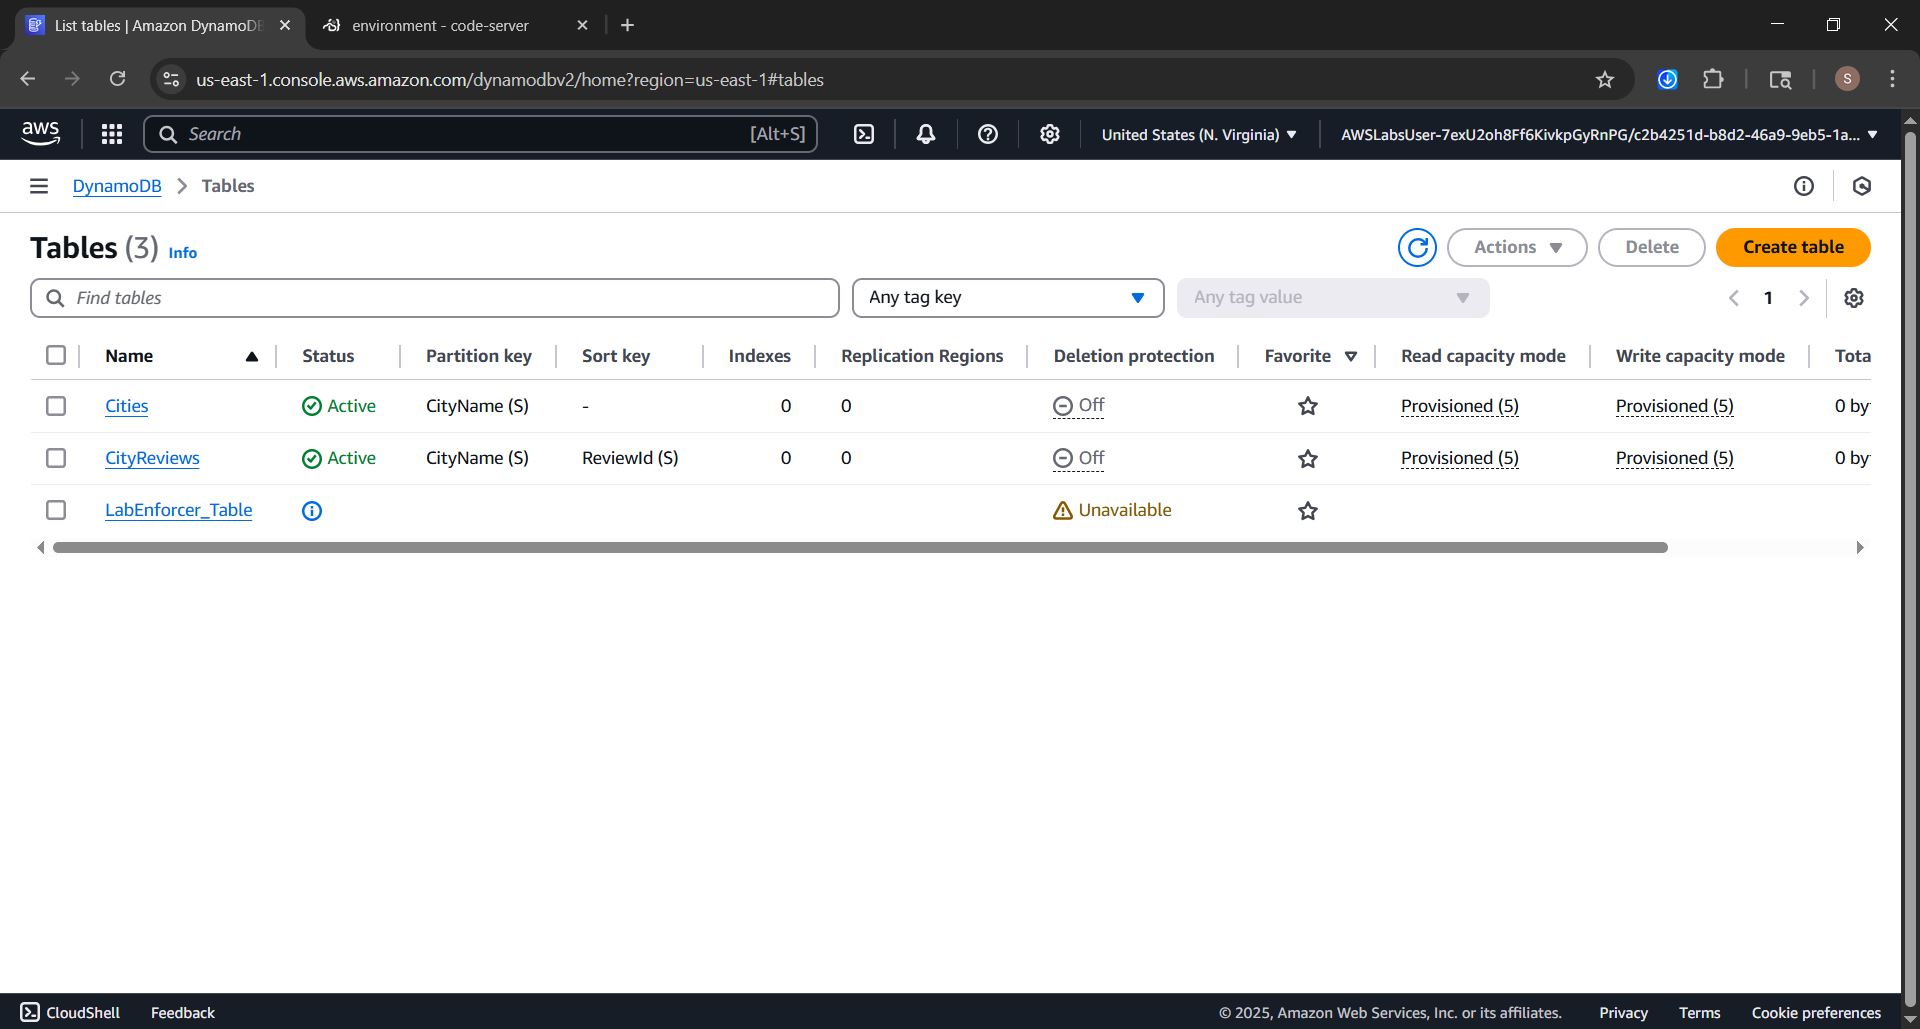 List tables | Amazon DynamoDB
environment - code-server
us-east-1.console.aws.amazon.com/dynamodbv2/home?region=us-east-1#tables
S
aws
Search
[Alt+S]
United States (N. Virginia)
AWSLabsUser-7exU2oh8Ff6KivkpGyRnPG/c2b4251d-b8d2-46a9-9eb5-1a...
DynamoDB > Tables
Tables (3) Info
Actions
Delete
Create table
Find tables
Any tag key
Any tag value
1
Name Status Partition key Sort key Indexes Replication Regions Deletion protection Favorite Read capacity mode Write capacity mode Tota
Cities Active CityName (S) - 0 0 Off Provisioned (5) Provisioned (5) 0 by
CityReviews Active CityName (S) ReviewId (S) 0 0 Off Provisioned (5) Provisioned (5) 0 by
LabEnforcer_Table Unavailable
CloudShell Feedback © 2025, Amazon Web Services, Inc. or its affiliates. Privacy Terms Cookie preferences